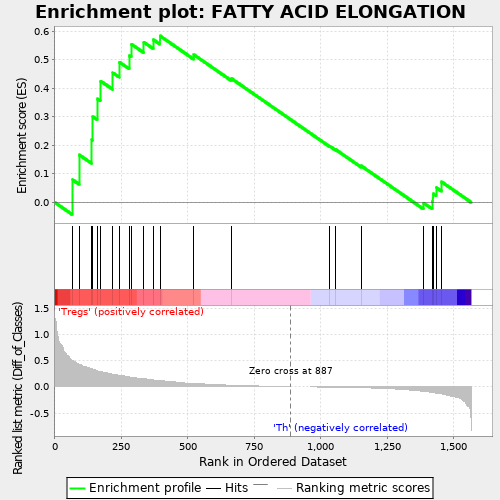 Enrichment plot: FATTY ACID ELONGATION
Enrichment score (ES)
0.6
0.5
0.4
0.3
0.2
0.1
0.0
'Tregs' (positively correlated)
Ranked list metric (Diff_of_Classes)
1.5
1.0
0.5
0.0
-0.5
Zero cross at 887
'Th' (negatively correlated)
0 250 500 750 1,000 1,250 1,500
Rank in Ordered Dataset
Enrichment profile Hits Ranking metric scores